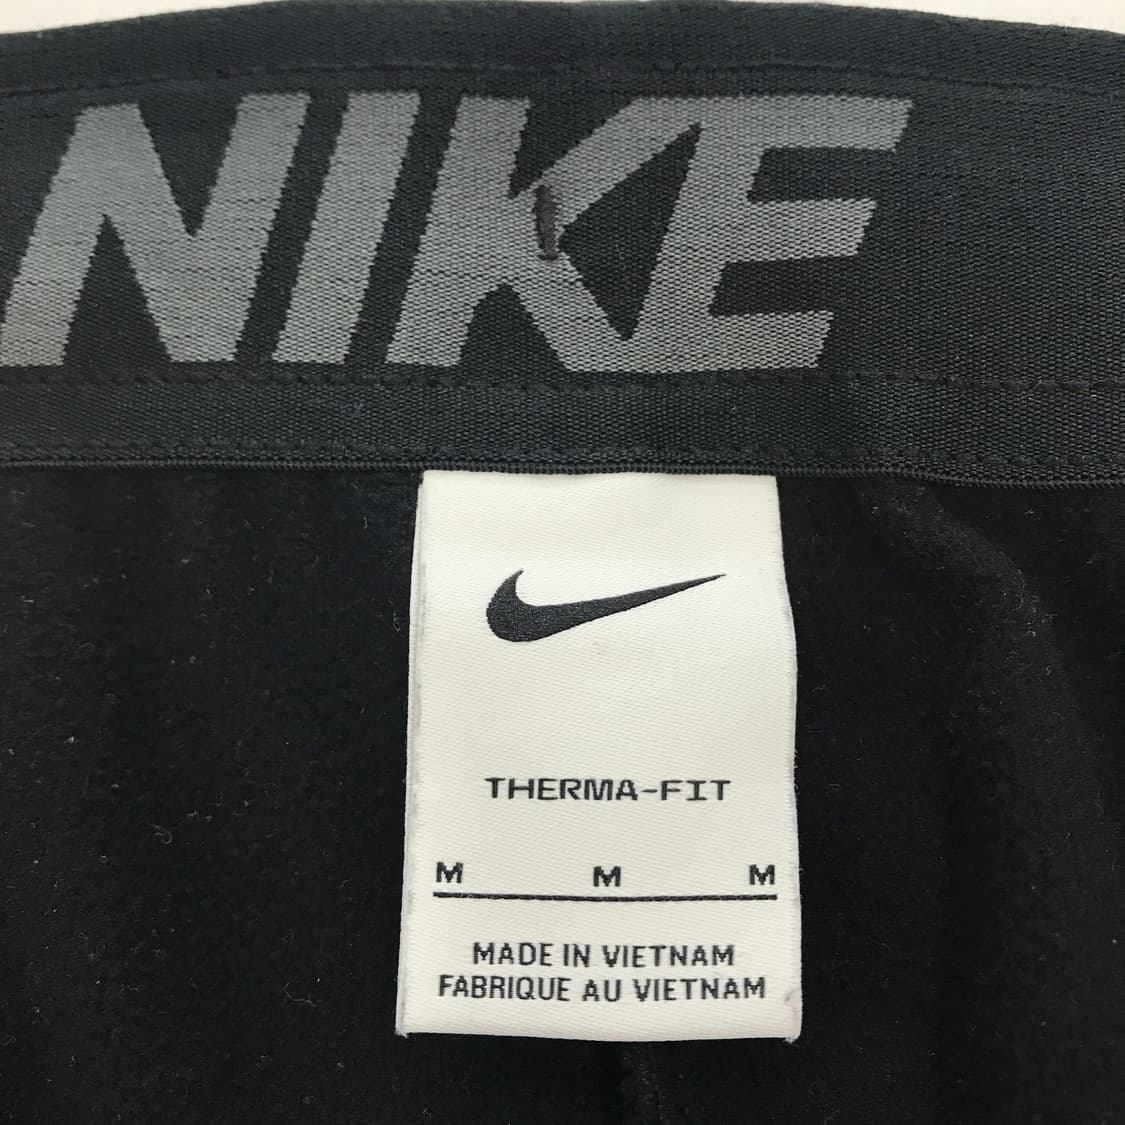 NIKE
THERMA-FIT
M M M
MADE IN VIETNAM
FABRIQUE AU VIETNAM